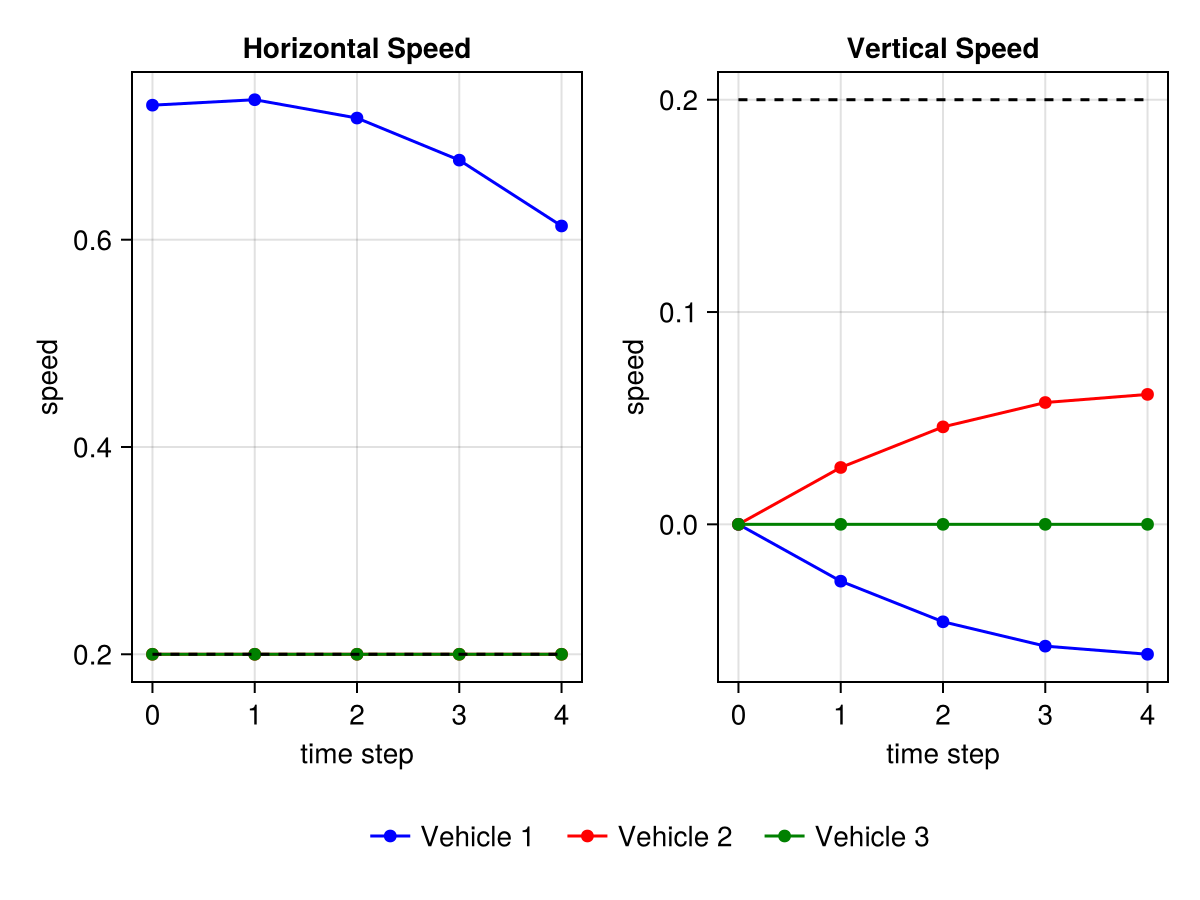 Horizontal Speed
speed
0.6
0.4
0.2
0 1 2 3 4
time step
Vertical Speed
speed
0.2
0.1
0.0
0 1 2 3 4
time step
Vehicle 1 Vehicle 2 Vehicle 3